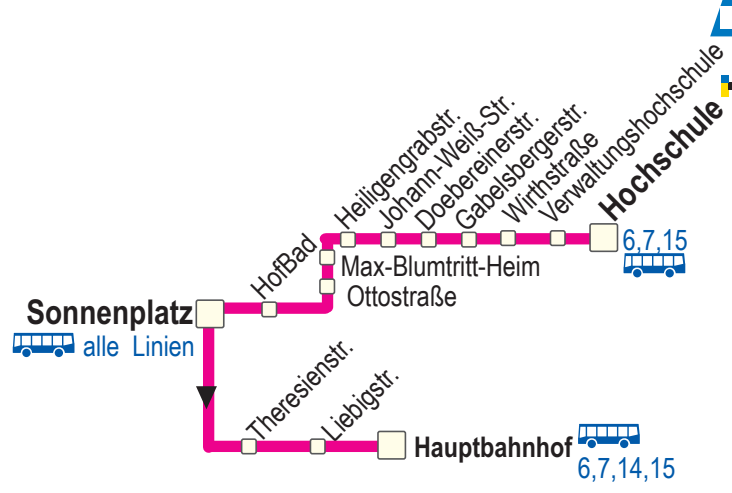 Heiligengrabstr.
Johann-Weiß-Str.
Doebereinerstr.
Gabelsbergerstr.
Wirthstraße
Verwaltungshochschule
Hochschule
6,7,15
HofBad
Max-Blumtritt-Heim
Ottostraße
Sonnenplatz
alle Linien
Theresienstr.
Liebigstr.
Hauptbahnhof
6,7,14,15